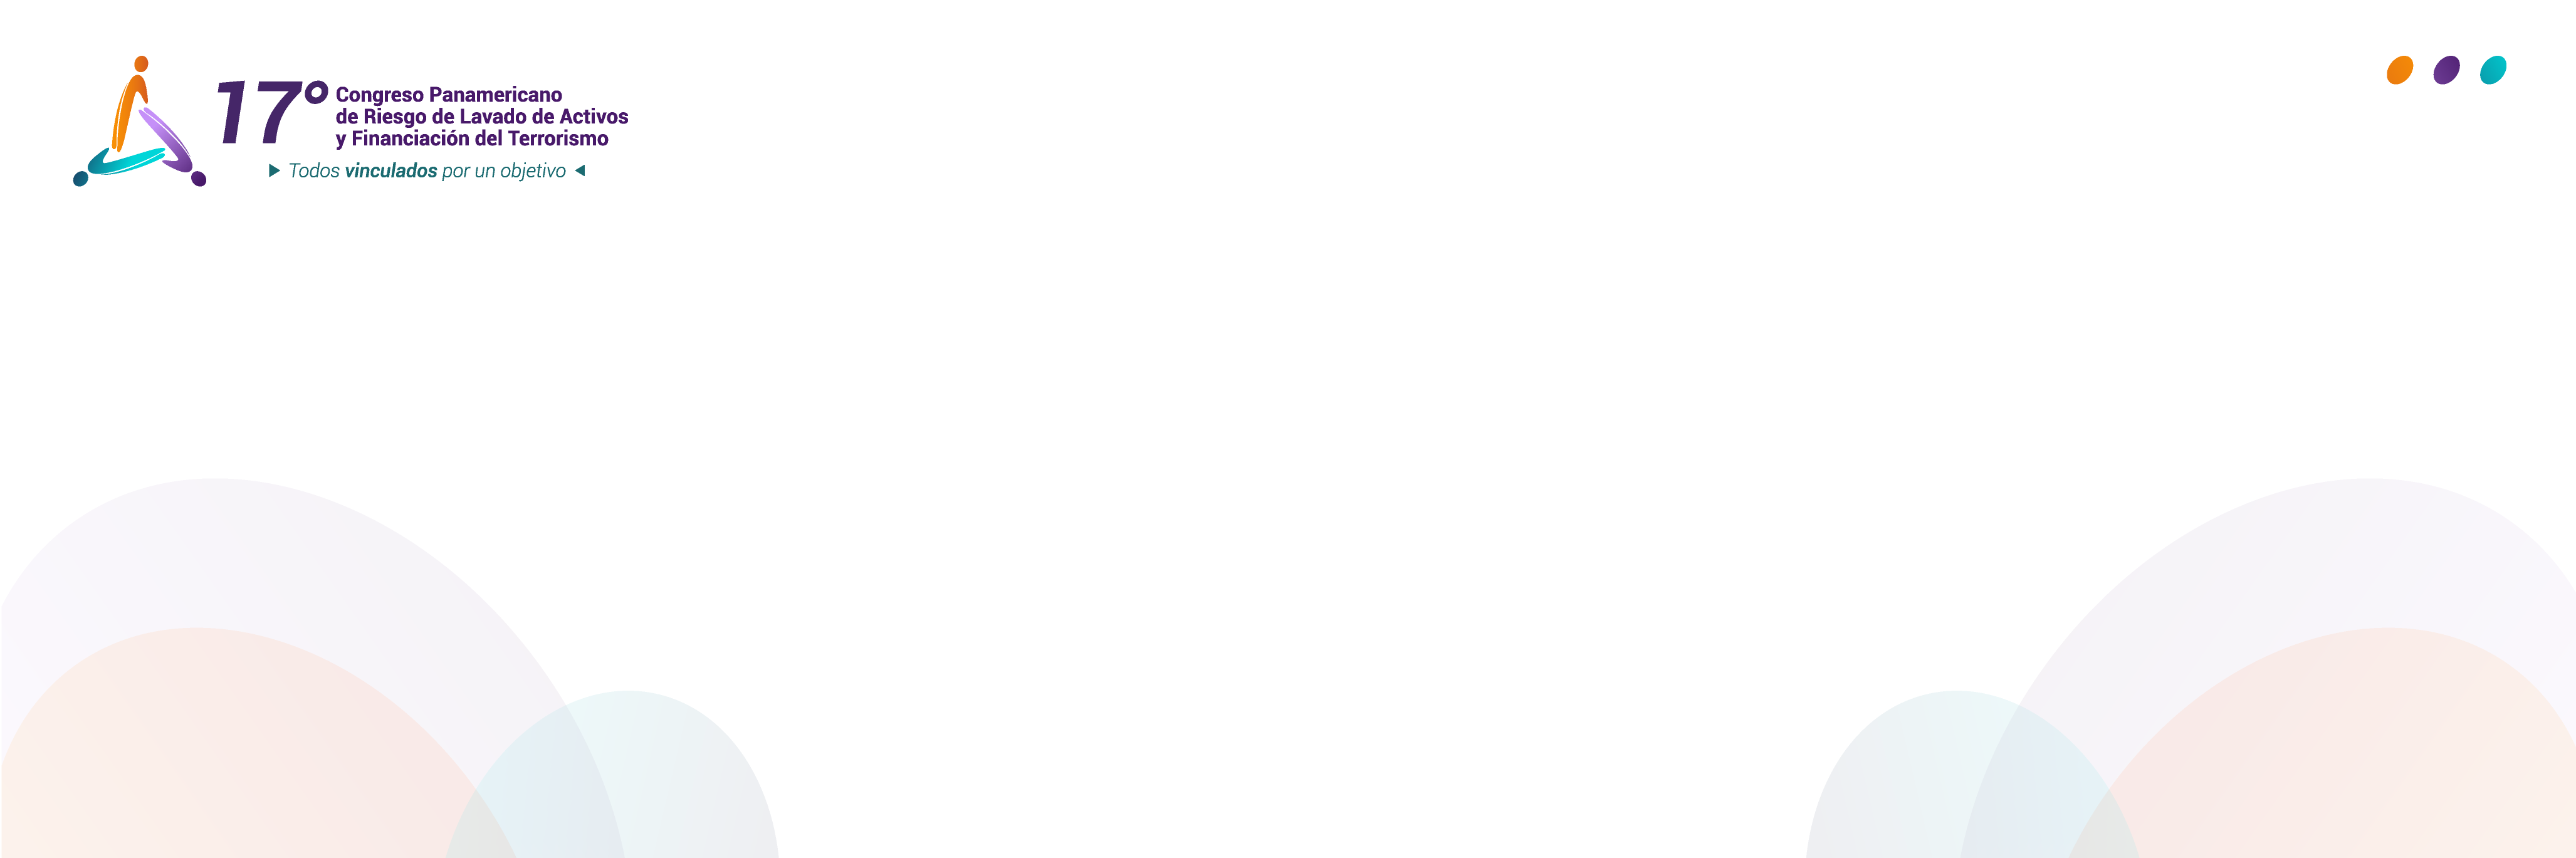 17° Congreso Panamericano
de Riesgo de Lavado de Activos
y Financiación del Terrorismo
Todos vinculados por un objetivo